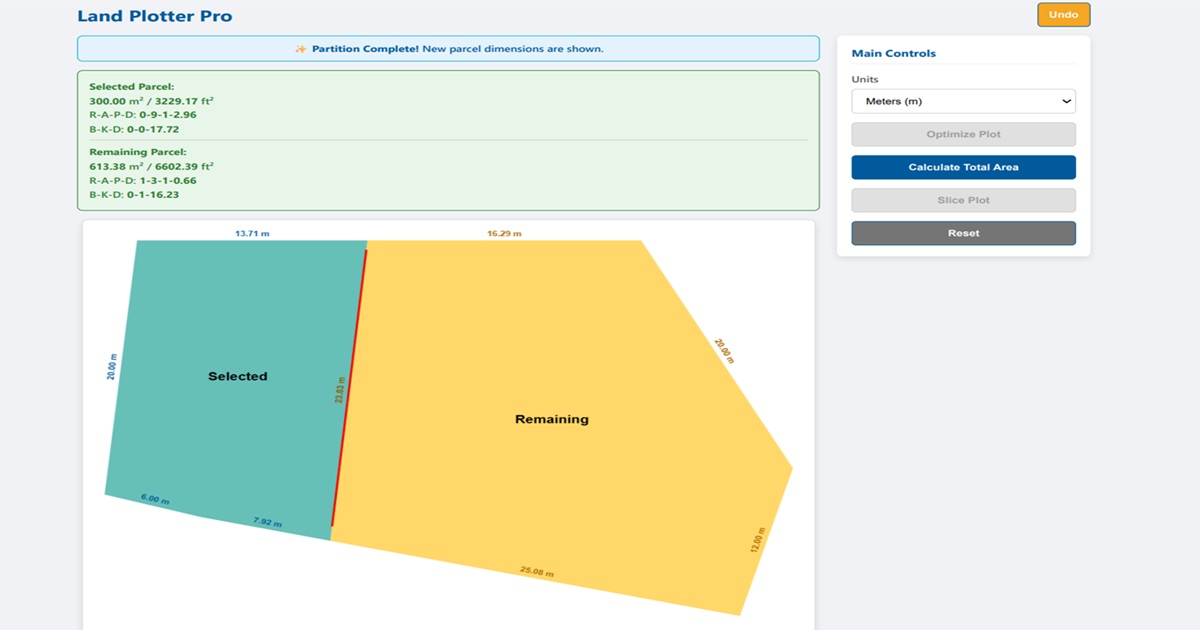 Land Plotter Pro
Undo
✨ Partition Complete! New parcel dimensions are shown.
Selected Parcel:
300.00 m² / 3229.17 ft²
R-A-P-D: 0-9-1-2.96
B-K-D: 0-0-17.72
Remaining Parcel:
613.38 m² / 6602.39 ft²
R-A-P-D: 1-3-1-0.66
B-K-D: 0-1-16.23
Main Controls
Units
Meters (m)
Optimize Plot
Calculate Total Area
Slice Plot
Reset
13.71 m
16.29 m
20.00 m
20.00 m
Selected
23.03 m
Remaining
6.00 m
7.92 m
12.00 m
25.08 m